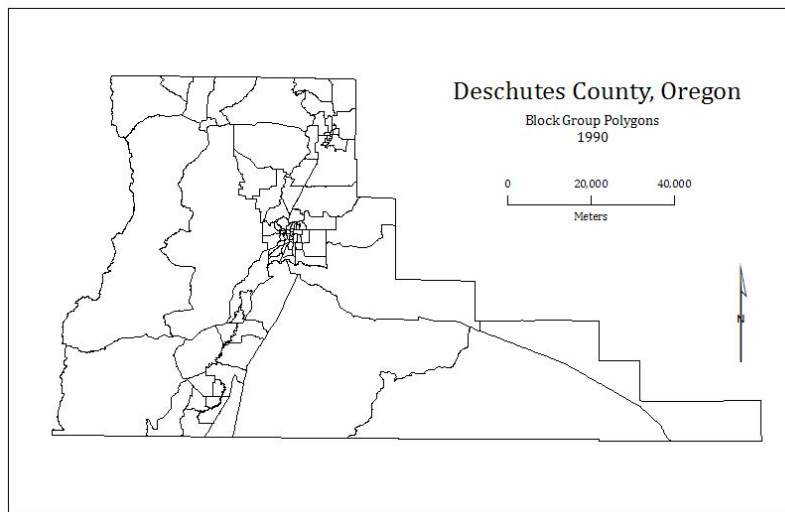 Deschutes County, Oregon
Block Group Polygons
1990
0 20,000 40,000
Meters
N